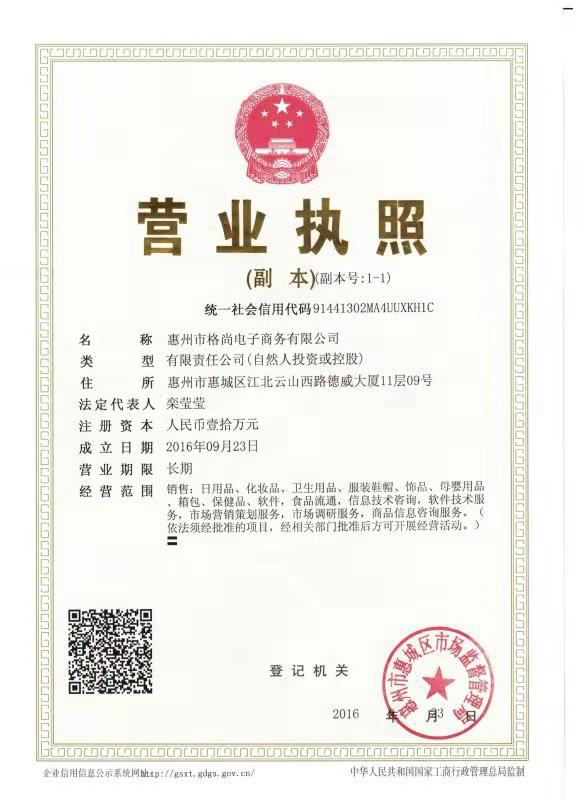 营业执照
(副 本)(副本号:1-1)
统一社会信用代码91441302MA4UUXKH1C
名 称 惠州市格尚电子商务有限公司
类 型 有限责任公司(自然人投资或控股)
住 所 惠州市惠城区江北云山西路德威大厦11层09号
法定代表人 栾莹莹
注册资本 人民币壹拾万元
成立日期 2016年09月23日
营业期限 长期
经营范围 销售：日用品、化妆品、卫生用品、服装鞋帽、饰品、母婴用品
、箱包、保健品、软件，食品流通，信息技术咨询，软件技术服
务，市场营销策划服务，市场调研服务，商品信息咨询服务。（
依法须经批准的项目，经相关部门批准后方可开展经营活动。）
登记机关
惠州市惠城区市场监督管理局
2016 年 月 23 日
企业信用信息公示系统网址：http://gsxt.gdgs.gov.cn/
中华人民共和国国家工商行政管理总局监制